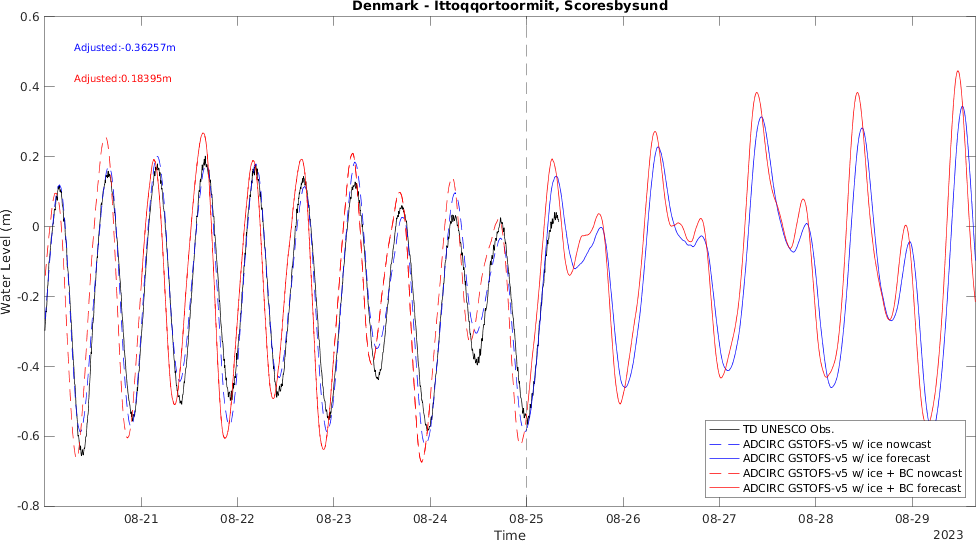 Denmark - Ittoqqortoormiit, Scoresbysund
0.6
0.4
0.2
0
-0.2
-0.4
-0.6
-0.8
Water Level (m)
Adjusted:-0.36257m
Adjusted:0.18395m
TD UNESCO Obs.
ADCIRC GSTOFS-v5 w/ ice nowcast
ADCIRC GSTOFS-v5 w/ ice forecast
ADCIRC GSTOFS-v5 w/ ice + BC nowcast
ADCIRC GSTOFS-v5 w/ ice + BC forecast
08-21 08-22 08-23 08-24 08-25 08-26 08-27 08-28 08-29
Time
2023